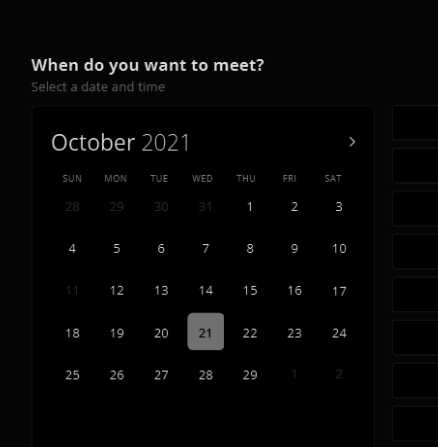 When do you want to meet?
Select a date and time
October 2021
SUN MON TUE WED THU FRI SAT
28 29 30 31 1 2 3
4 5 6 7 8 9 10
11 12 13 14 15 16 17
18 19 20 21 22 23 24
25 26 27 28 29 1 2